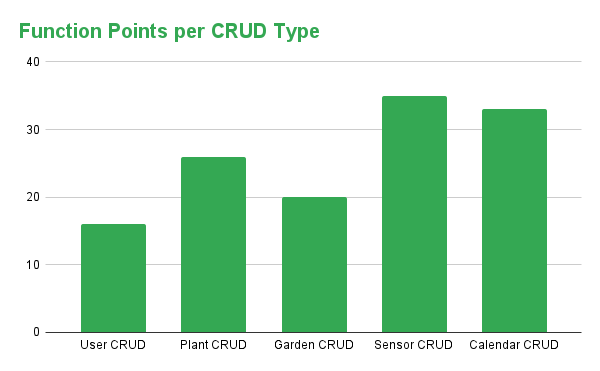 Function Points per CRUD Type
40
30
20
10
0
User CRUD
Plant CRUD
Garden CRUD
Sensor CRUD
Calendar CRUD